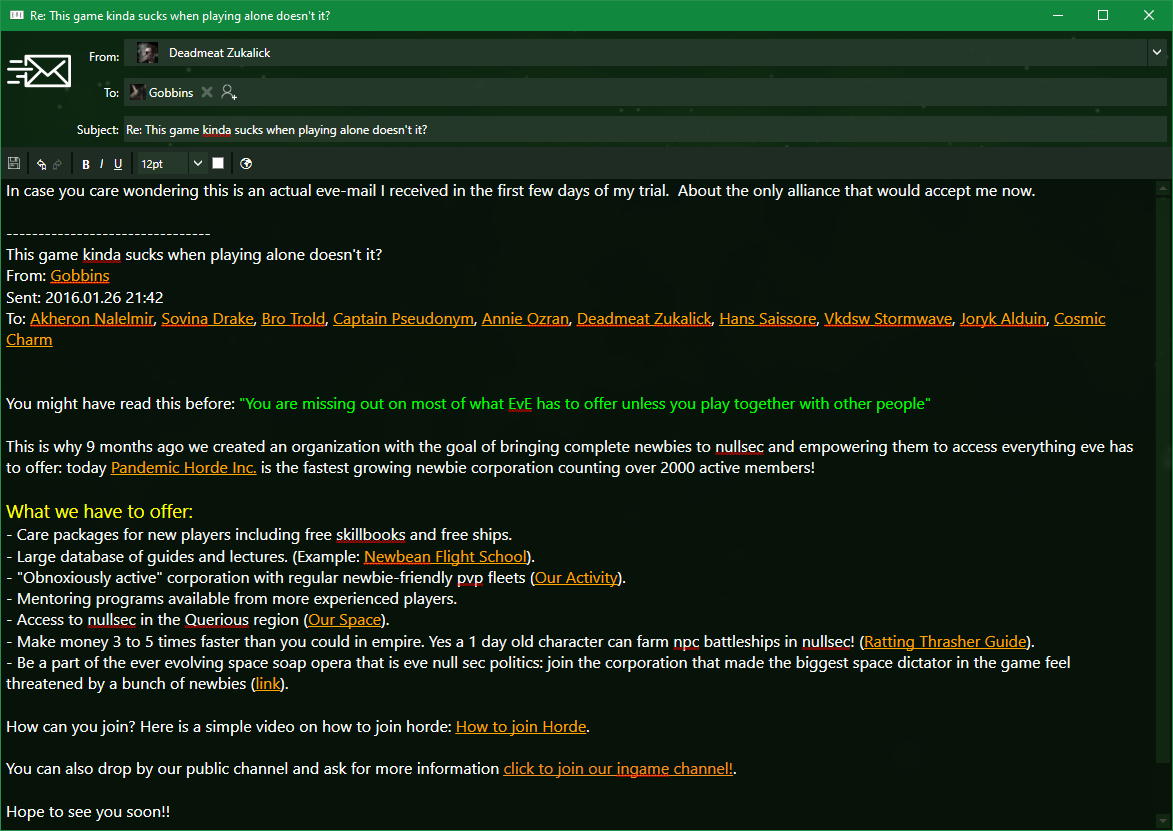 Re: This game kinda sucks when playing alone doesn't it?
From: Deadmeat Zukalick
To: Gobbins
Subject: Re: This game kinda sucks when playing alone doesn't it?
B I U 12pt
In case you care wondering this is an actual eve-mail I received in the first few days of my trial.  About the only alliance that would accept me now.
--------------------------------
This game kinda sucks when playing alone doesn't it?
From: Gobbins
Sent: 2016.01.26 21:42
To: Akheron Nalelmir, Sovina Drake, Bro Trold, Captain Pseudonym, Annie Ozran, Deadmeat Zukalick, Hans Saissore, Vkdsw Stormwave, Joryk Alduin, Cosmic
Charm
You might have read this before: "You are missing out on most of what EvE has to offer unless you play together with other people"
This is why 9 months ago we created an organization with the goal of bringing complete newbies to nullsec and empowering them to access everything eve has
to offer: today Pandemic Horde Inc. is the fastest growing newbie corporation counting over 2000 active members!
What we have to offer:
- Care packages for new players including free skillbooks and free ships.
- Large database of guides and lectures. (Example: Newbean Flight School).
- "Obnoxiously active" corporation with regular newbie-friendly pvp fleets (Our Activity).
- Mentoring programs available from more experienced players.
- Access to nullsec in the Querious region (Our Space).
- Make money 3 to 5 times faster than you could in empire. Yes a 1 day old character can farm npc battleships in nullsec! (Ratting Thrasher Guide).
- Be a part of the ever evolving space soap opera that is eve null sec politics: join the corporation that made the biggest space dictator in the game feel
threatened by a bunch of newbies (link).
How can you join? Here is a simple video on how to join horde: How to join Horde.
You can also drop by our public channel and ask for more information click to join our ingame channel!.
Hope to see you soon!!